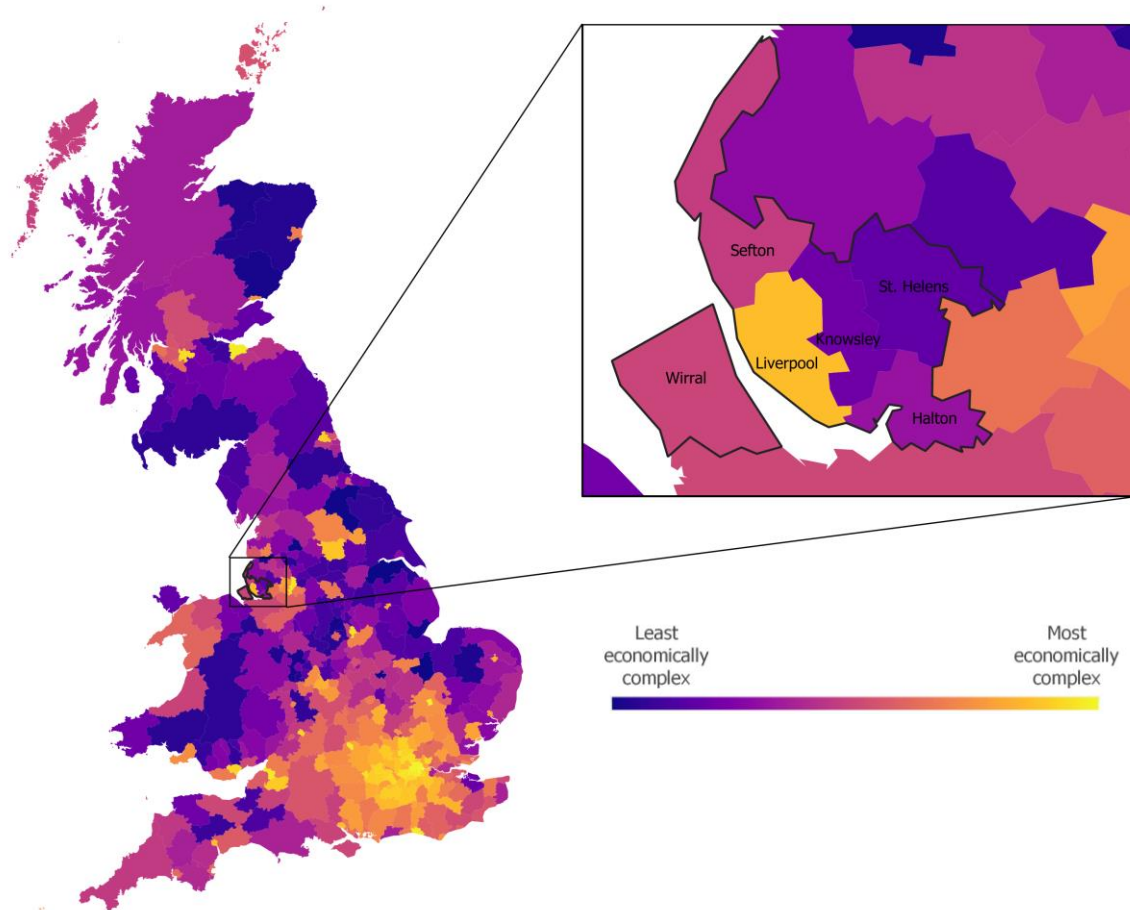 Sefton
St. Helens
Knowsley
Liverpool
Wirral
Halton
Least
economically
complex
Most
economically
complex